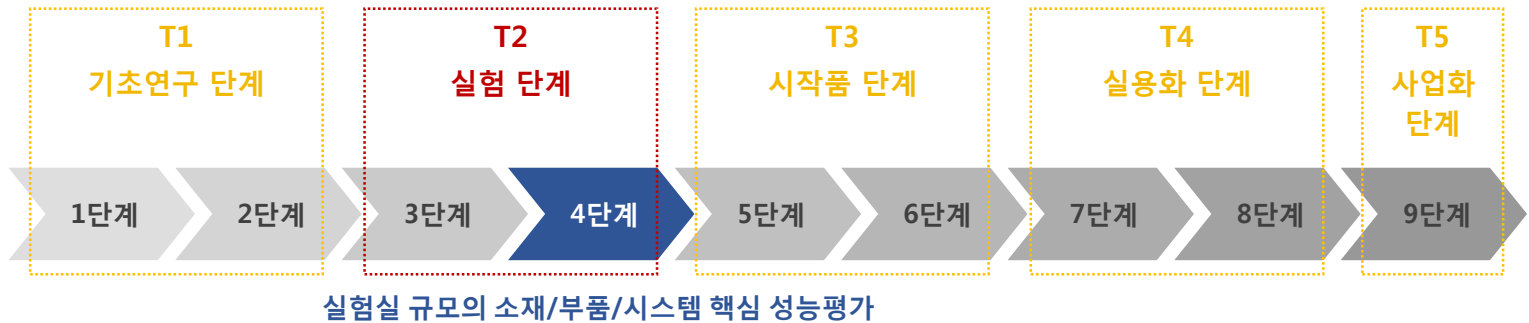 T1
기초연구 단계
T2
실험 단계
T3
시작품 단계
T4
실용화 단계
T5
사업화
단계
1단계
2단계
3단계
4단계
5단계
6단계
7단계
8단계
9단계
실험실 규모의 소재/부품/시스템 핵심 성능평가